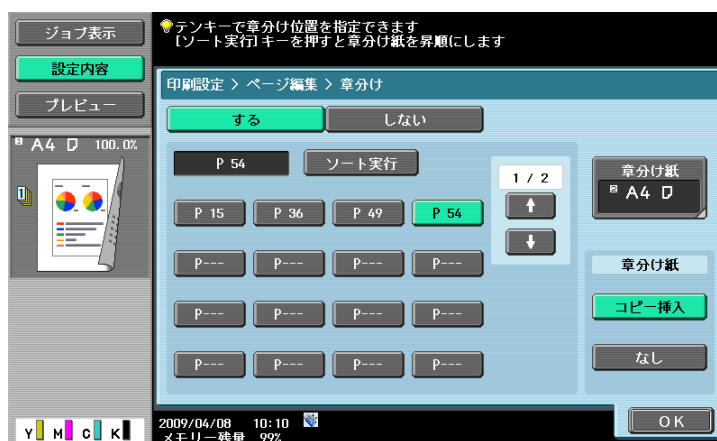 ジョブ表示
設定内容
プレビュー
A4 100.0%
テンキーで章分け位置を指定できます
[ソート実行]キーを押すと章分け紙を昇順にします
印刷設定 > ページ編集 > 章分け
する
しない
P 54
ソート実行
1 / 2
P 15 P 36 P 49 P 54
P--- P--- P--- P---
P--- P--- P--- P---
P--- P--- P--- P---
章分け紙
A4
章分け紙
コピー挿入
なし
Y M C K
2009/04/08 10:10
メモリー残量 99%
OK